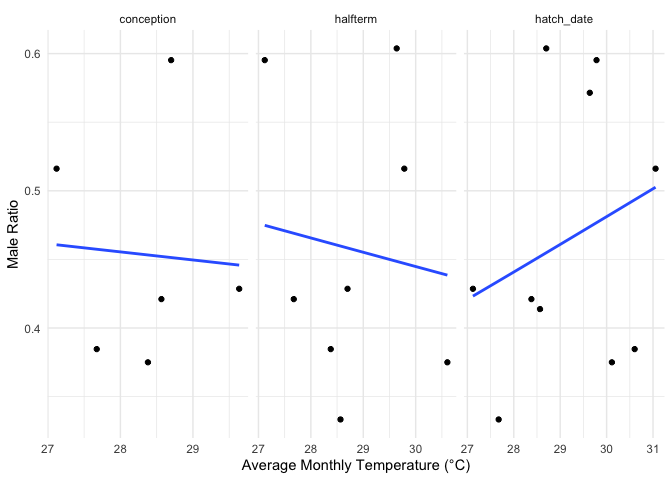 conception halfterm hatch_date
0.6
0.5
0.4
27 28 29 27 28 29 30 27 28 29 30 31
Average Monthly Temperature (°C)
Male Ratio